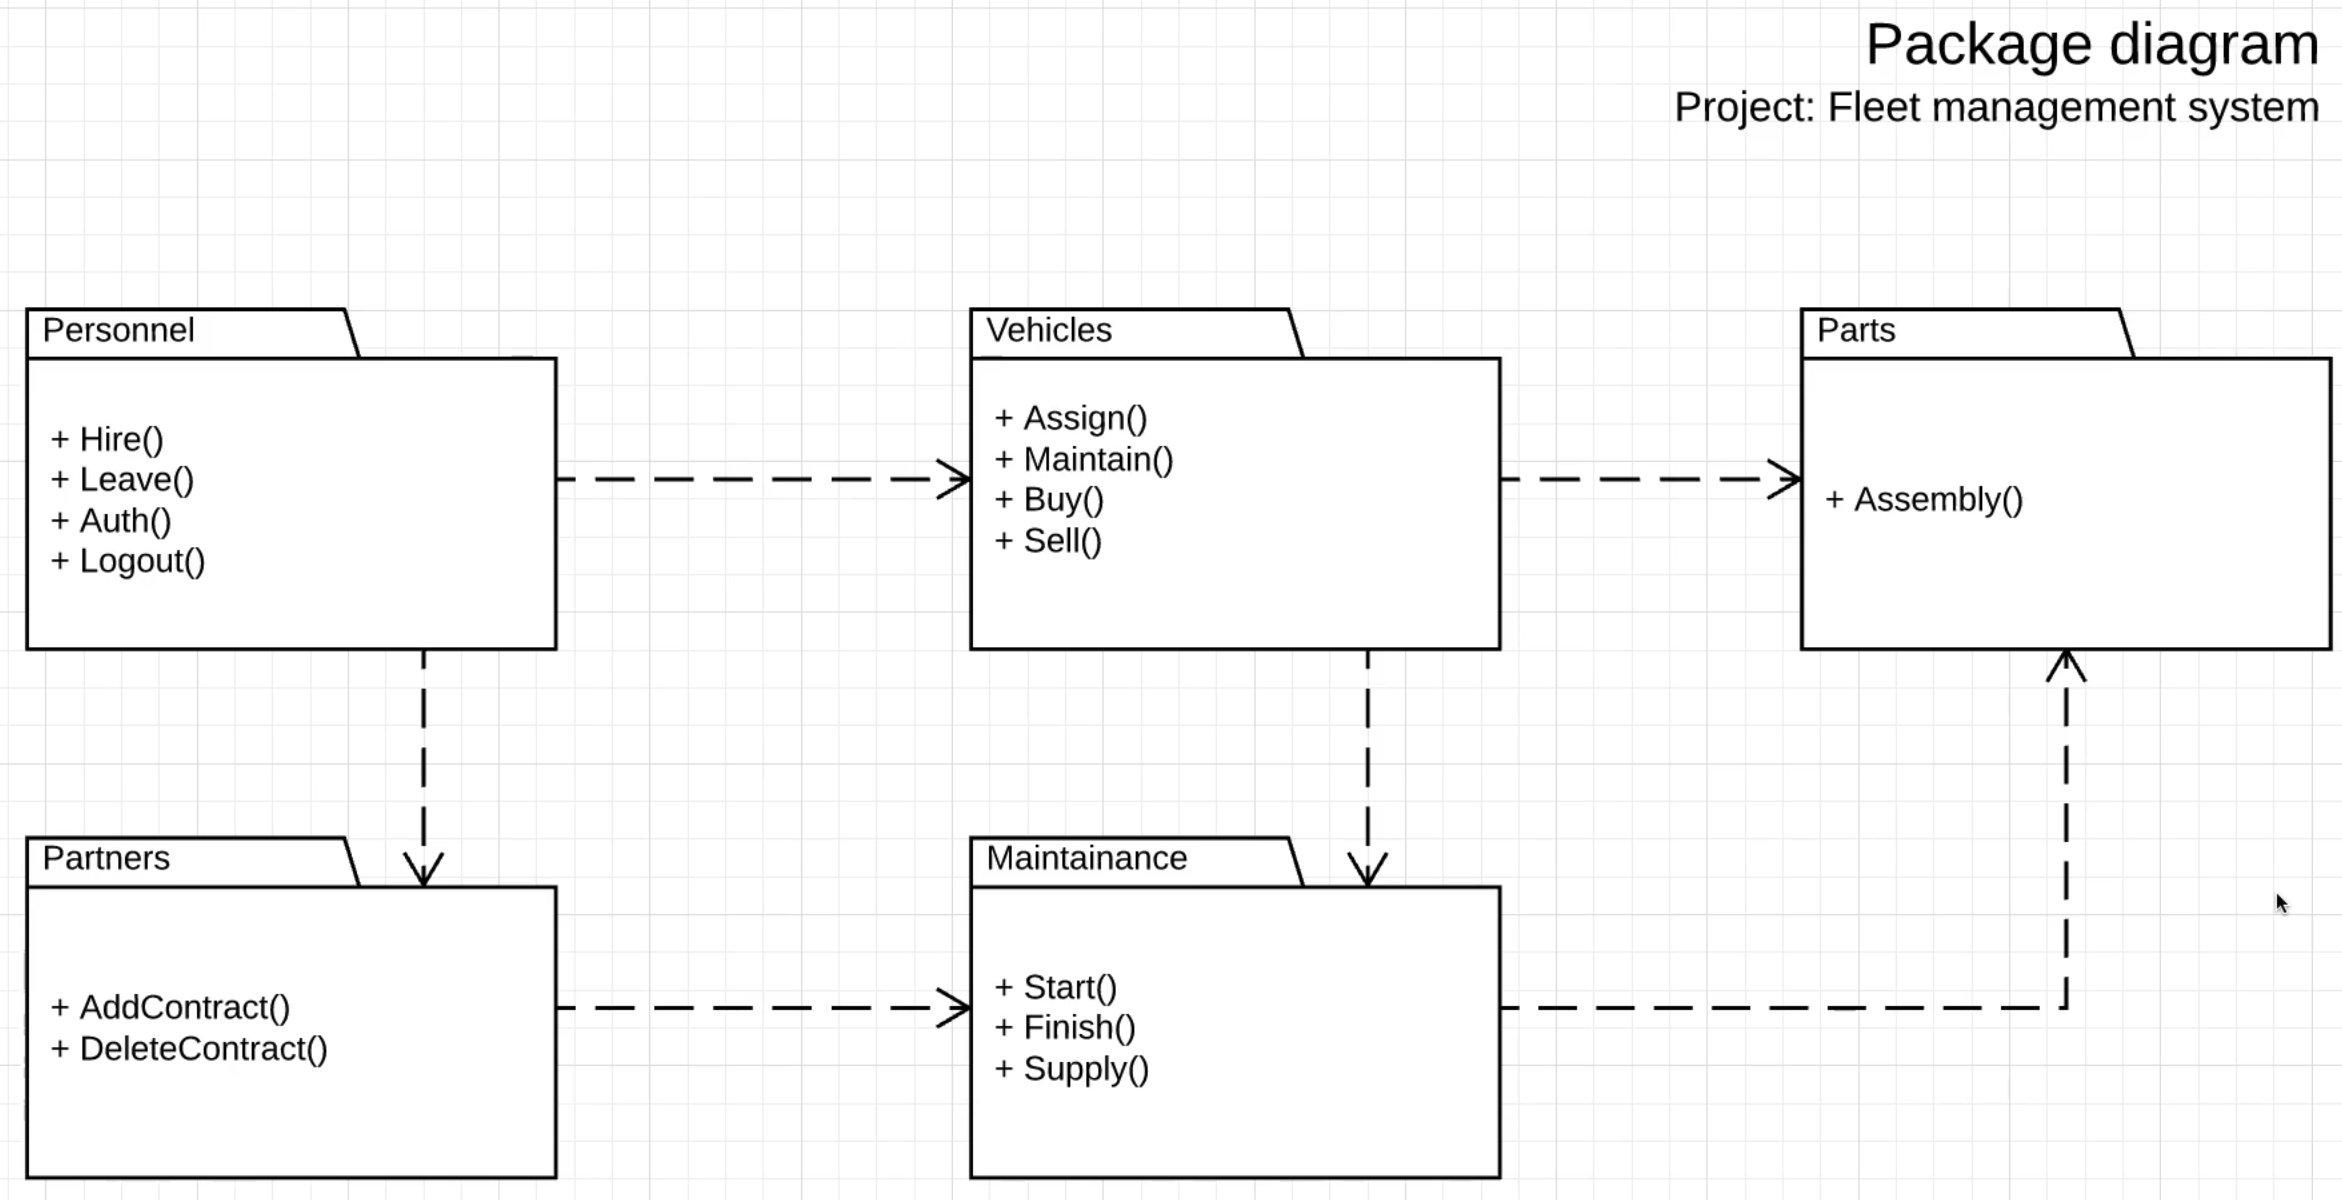 Package diagram
Project: Fleet management system
Personnel
+ Hire()
+ Leave()
+ Auth()
+ Logout()
Vehicles
+ Assign()
+ Maintain()
+ Buy()
+ Sell()
Parts
+ Assembly()
Partners
+ AddContract()
+ DeleteContract()
Maintainance
+ Start()
+ Finish()
+ Supply()